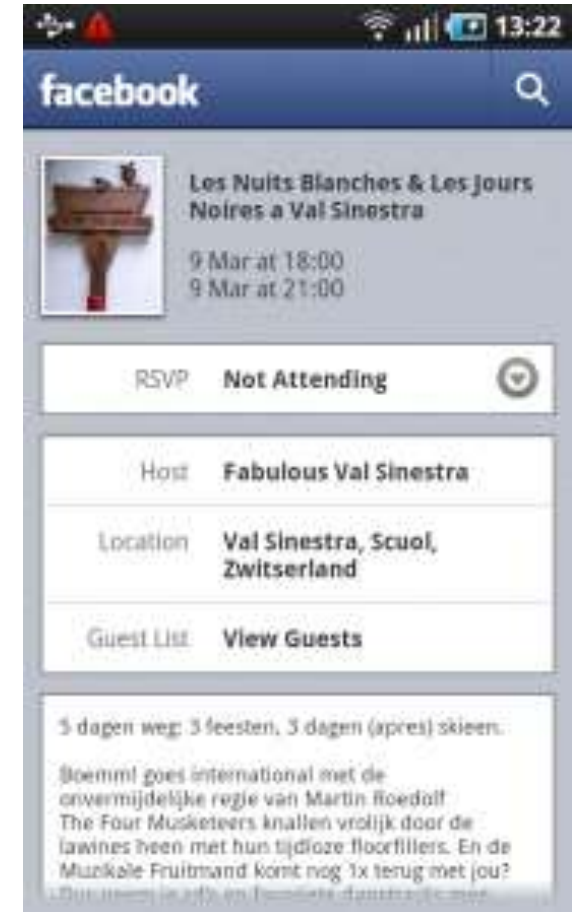 13:22
facebook
Les Nuits Blanches & Les Jours
Noires a Val Sinestra
9 Mar at 18:00
9 Mar at 21:00
RSVP Not Attending
Host Fabulous Val Sinestra
Location Val Sinestra, Scuol,
Zwitserland
Guest List View Guests
5 dagen weg: 3 feesten, 3 dagen (apres) skieen.
Boemm! goes international met de
onvermijdelijke regie van Martin Roedolf
The Four Musketeers knallen vrolijk door de
lawines heen met hun tijdloze floorfillers. En de
Muzikale Fruitmand komt nog 1x terug met jou?